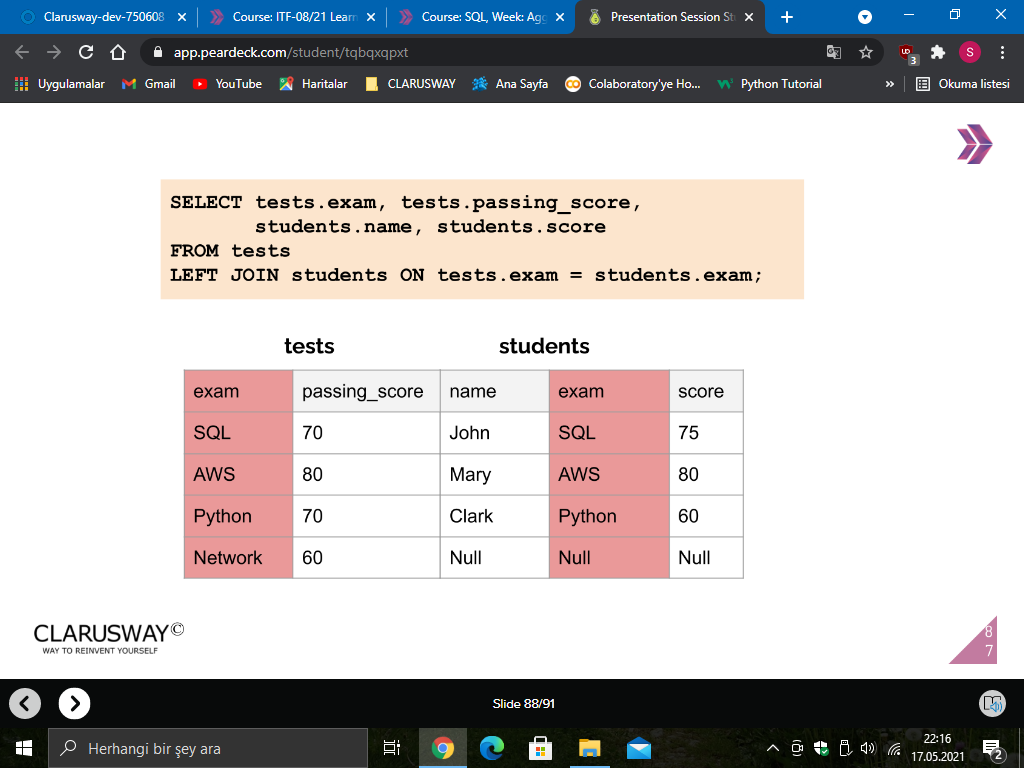 Clarusway-dev-750608
Course: ITF-08/21 Learn
Course: SQL, Week: Agg
Presentation Session St
app.peardeck.com/student/tqbqxqpxt
S
3
Uygulamalar
Gmail
YouTube
Haritalar
CLARUSWAY
Ana Sayfa
Colaboratory'ye Ho...
Python Tutorial
»
Okuma listesi
SELECT tests.exam, tests.passing_score,
students.name, students.score
FROM tests
LEFT JOIN students ON tests.exam = students.exam;
tests students
exam passing_score name exam score
SQL 70 John SQL 75
AWS 80 Mary AWS 80
Python 70 Clark Python 60
Network 60 Null Null Null
CLARUSWAY©
WAY TO REINVENT YOURSELF
8
7
Slide 88/91
Herhangi bir şey ara
22:16
17.05.2021
2